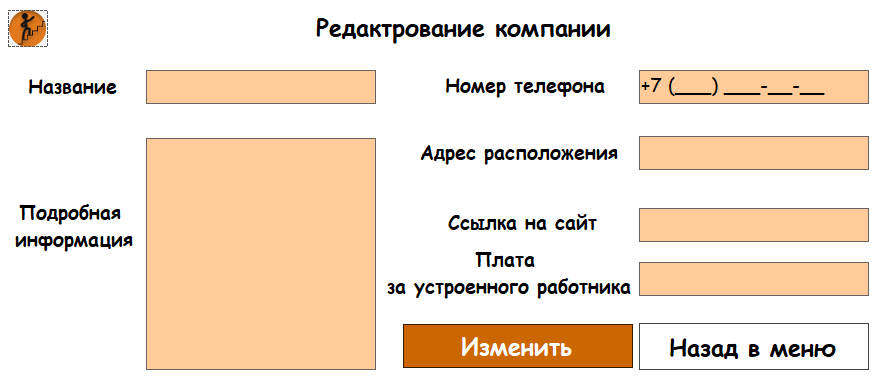 Редактрование компании
Название
Номер телефона
+7 (___) ___-__-__
Адрес расположения
Подробная
информация
Ссылка на сайт
Плата
за устроенного работника
Изменить
Назад в меню